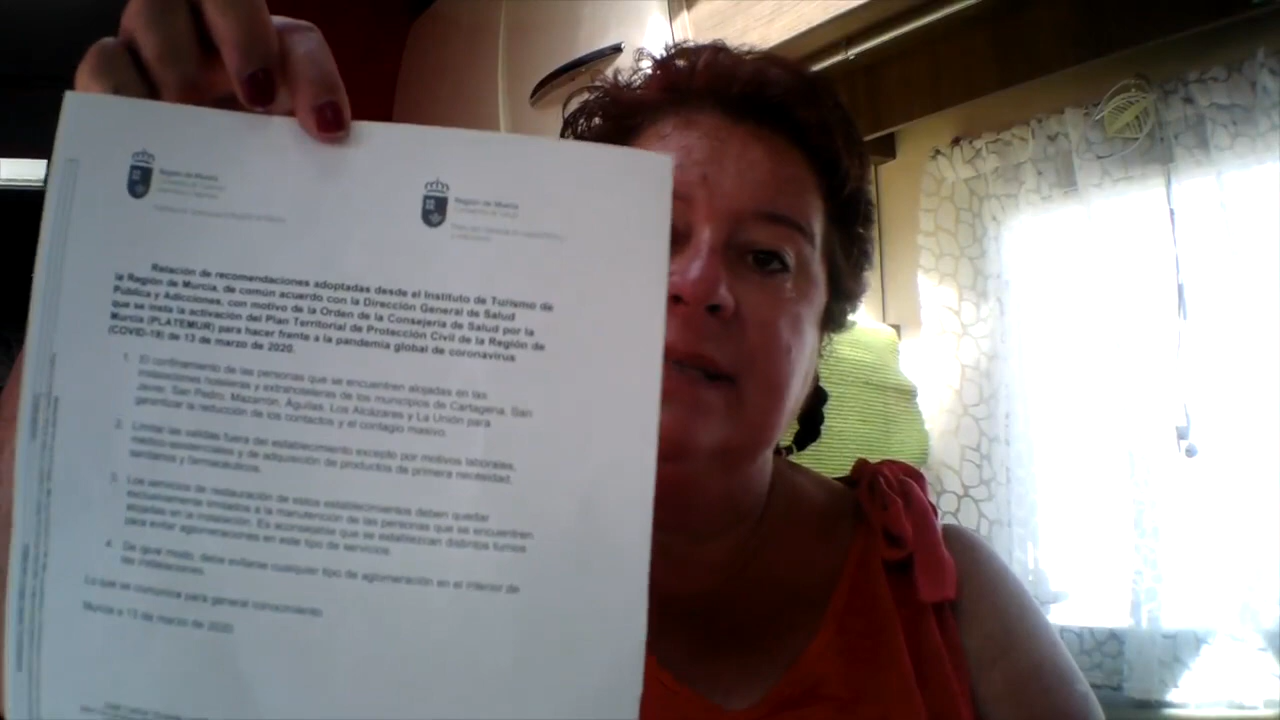 Región de Murcia
Región de Murcia
Consejería de Salud
Relación de recomendaciones adoptadas desde el Instituto de Turismo de
la Región de Murcia, de común acuerdo con la Dirección General de Salud
Pública y Adicciones, con motivo de la Orden de la Consejería de Salud por la
que se insta la activación del Plan Territorial de Protección Civil de la Región de
Murcia (PLATEMUR) para hacer frente a la pandemia global de coronavirus
(COVID-19) de 13 de marzo de 2020.
1. El confinamiento de las personas que se encuentren alojadas en las
instalaciones hoteleras y extrahoteleras de los municipios de Cartagena, San
Javier, San Pedro, Mazarrón, Águilas, Los Alcázares y La Unión para
garantizar la reducción de los contactos y el contagio masivo.
2. Limitar las salidas fuera del establecimiento excepto por motivos laborales,
médico-asistenciales y de adquisición de productos de primera necesidad,
sanitarios y farmacéuticos.
3. Los servicios de restauración de estos establecimientos deben quedar
exclusivamente limitados a la manutención de las personas que se encuentren
alojadas en la instalación. Es aconsejable que se establezcan distintos turnos
para evitar aglomeraciones en este tipo de servicios.
4. De igual modo, debe evitarse cualquier tipo de aglomeración en el interior de
las instalaciones.
Lo que se comunica para general conocimiento
Murcia a 13 de marzo de 2020